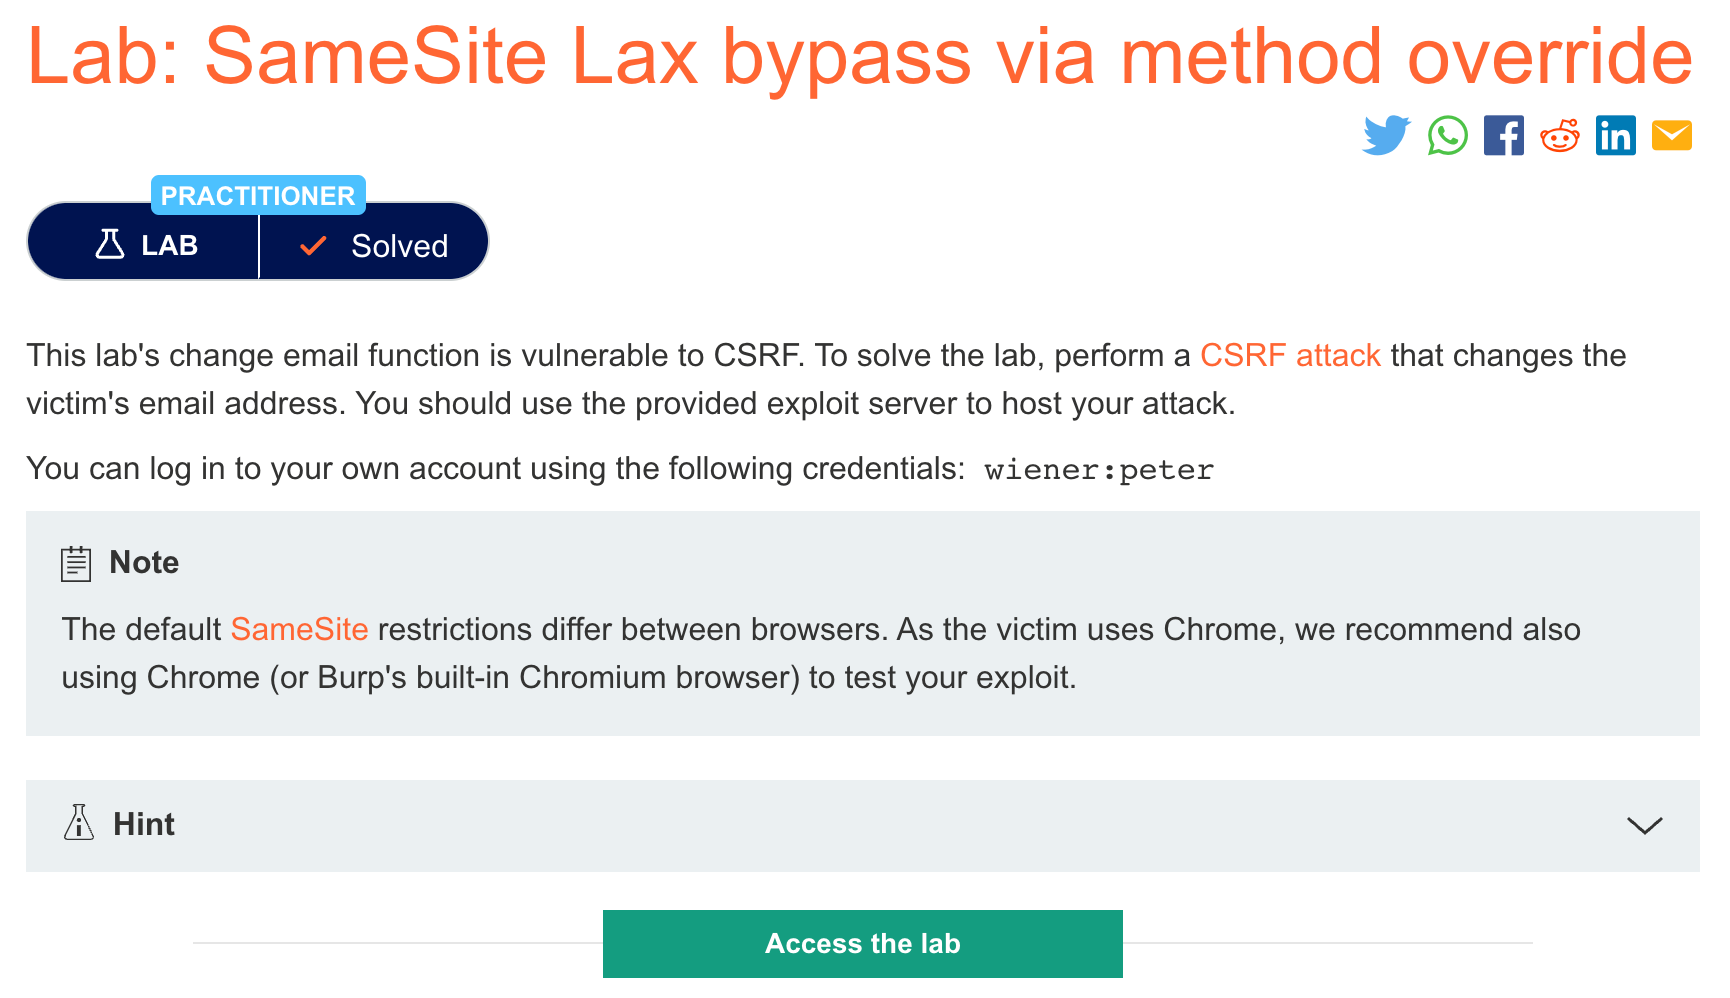 Lab: SameSite Lax bypass via method override
PRACTITIONER
LAB
Solved
This lab's change email function is vulnerable to CSRF. To solve the lab, perform a CSRF attack that changes the
victim's email address. You should use the provided exploit server to host your attack.
You can log in to your own account using the following credentials: wiener:peter
Note
The default SameSite restrictions differ between browsers. As the victim uses Chrome, we recommend also
using Chrome (or Burp's built-in Chromium browser) to test your exploit.
Hint
Access the lab